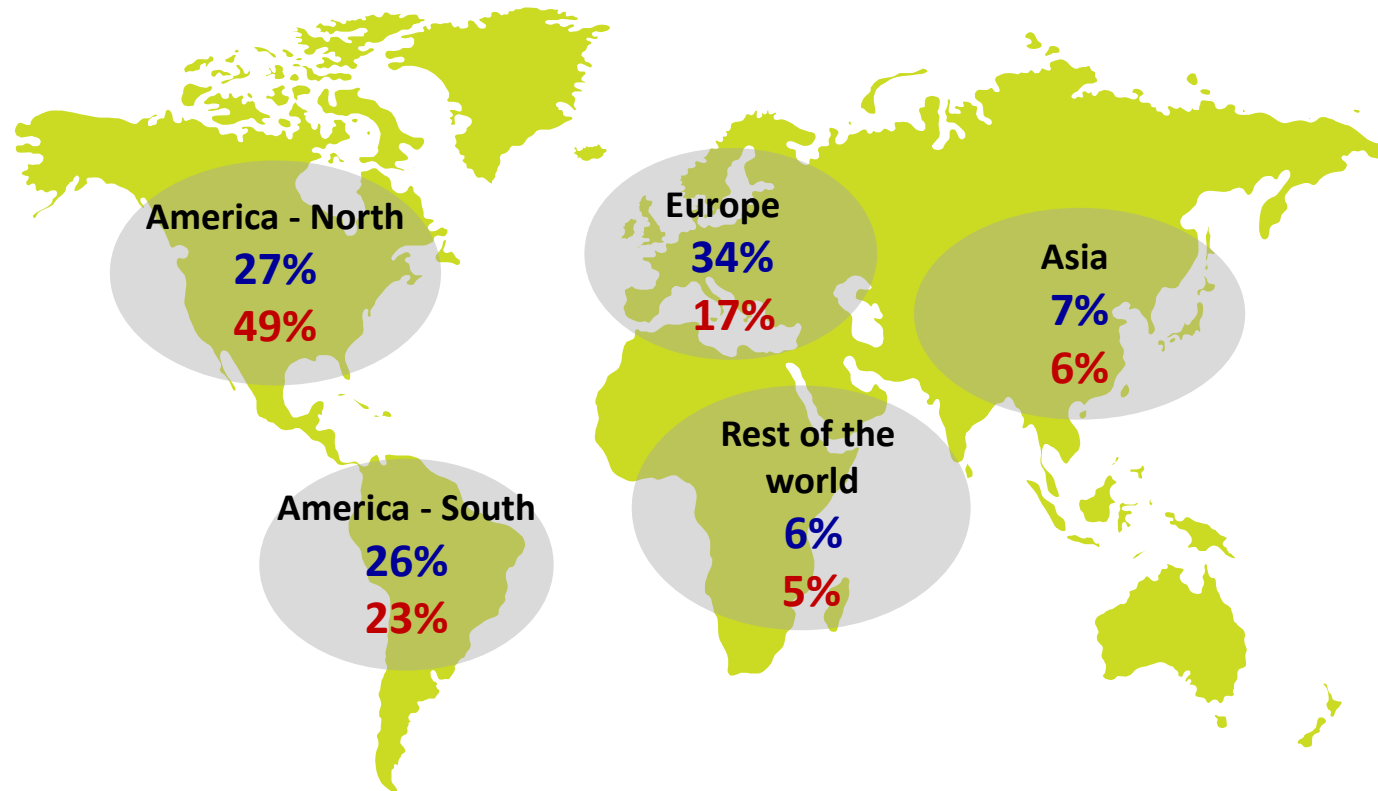 America - North
27%
49%
Europe
34%
17%
Asia
7%
6%
Rest of the
world
6%
5%
America - South
26%
23%